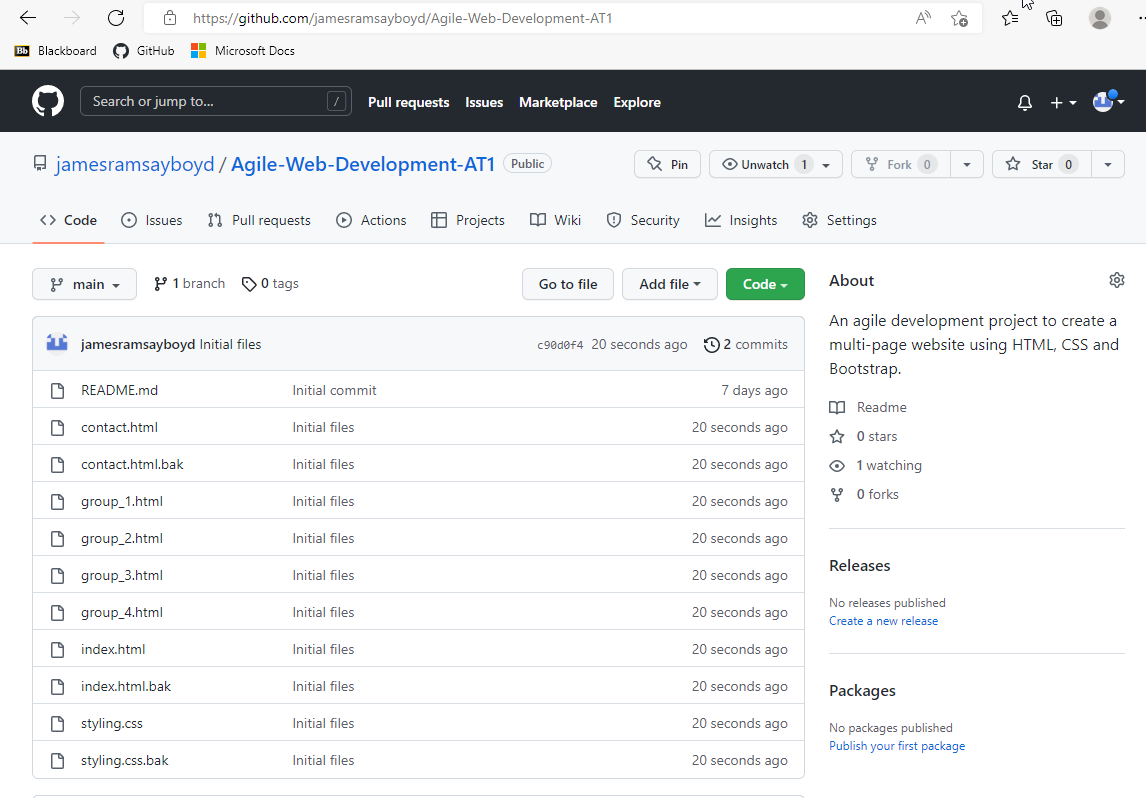 https://github.com/jamesramsayboyd/Agile-Web-Development-AT1
Bb Blackboard GitHub Microsoft Docs
Search or jump to... / Pull requests Issues Marketplace Explore
jamesramsayboyd / Agile-Web-Development-AT1 Public Pin Unwatch 1 Fork 0 Star 0
Code Issues Pull requests Actions Projects Wiki Security Insights Settings
main 1 branch 0 tags Go to file Add file Code
jamesramsayboyd Initial files c90d0f4 20 seconds ago 2 commits
README.md Initial commit 7 days ago
contact.html Initial files 20 seconds ago
contact.html.bak Initial files 20 seconds ago
group_1.html Initial files 20 seconds ago
group_2.html Initial files 20 seconds ago
group_3.html Initial files 20 seconds ago
group_4.html Initial files 20 seconds ago
index.html Initial files 20 seconds ago
index.html.bak Initial files 20 seconds ago
styling.css Initial files 20 seconds ago
styling.css.bak Initial files 20 seconds ago
About
An agile development project to create a
multi-page website using HTML, CSS and
Bootstrap.
Readme
0 stars
1 watching
0 forks
Releases
No releases published
Create a new release
Packages
No packages published
Publish your first package